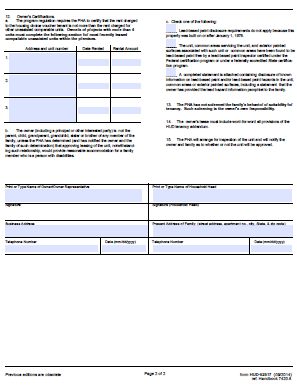 12. Owner's Certifications.
a. The program regulation requires the PHA to certify that the rent charged
to the housing choice voucher tenant is not more than the rent charged for
other unassisted comparable units. Owners of projects with more than 4
units must complete the following section for most recently leased
comparable unassisted units within the premises.
Address and unit number Date Rented Rental Amount
1.
2.
3.
b. The owner (including a principal or other interested party) is not the
parent, child, grandparent, grandchild, sister or brother of any member of the
family, unless the PHA has determined (and has notified the owner and the
family of such determination) that approving leasing of the unit, notwithstand-
ing such relationship, would provide reasonable accommodation for a family
member who is a person with disabilities.
c. Check one of the following:
Lead-based paint disclosure requirements do not apply because this
property was built on or after January 1, 1978.
The unit, common areas servicing the unit, and exterior painted
surfaces associated with such unit or common areas have been found to be
lead-based paint free by a lead-based paint inspector certified under the
Federal certification program or under a federally accredited State certifica-
tion program.
A completed statement is attached containing disclosure of known
information on lead-based paint and/or lead-based paint hazards in the unit,
common areas or exterior painted surfaces, including a statement that the
owner has provided the lead hazard information pamphlet to the family.
13. The PHA has not screened the family's behavior or suitability for
tenancy. Such screening is the owner's own responsibility.
14. The owner's lease must include word-for-word all provisions of the
HUD tenancy addendum.
15. The PHA will arrange for inspection of the unit and will notify the
owner and family as to whether or not the unit will be approved.
Print or Type Name of Owner/Owner Representative
Print or Type Name of Household Head
Signature
Signature (Household Head)
Business Address
Present Address of Family (street address, apartment no., city, State, & zip code)
Telephone Number Date (mm/dd/yyyy)
Telephone Number Date (mm/dd/yyyy)
Previous editions are obsolete
Page 2 of 2
form HUD-52517
ref. Handbook 7420.8